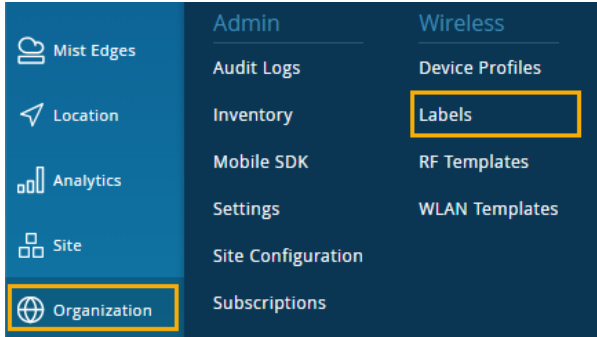 Mist Edges
Location
Analytics
Site
Organization
Admin
Audit Logs
Inventory
Mobile SDK
Settings
Site Configuration
Subscriptions
Wireless
Device Profiles
Labels
RF Templates
WLAN Templates